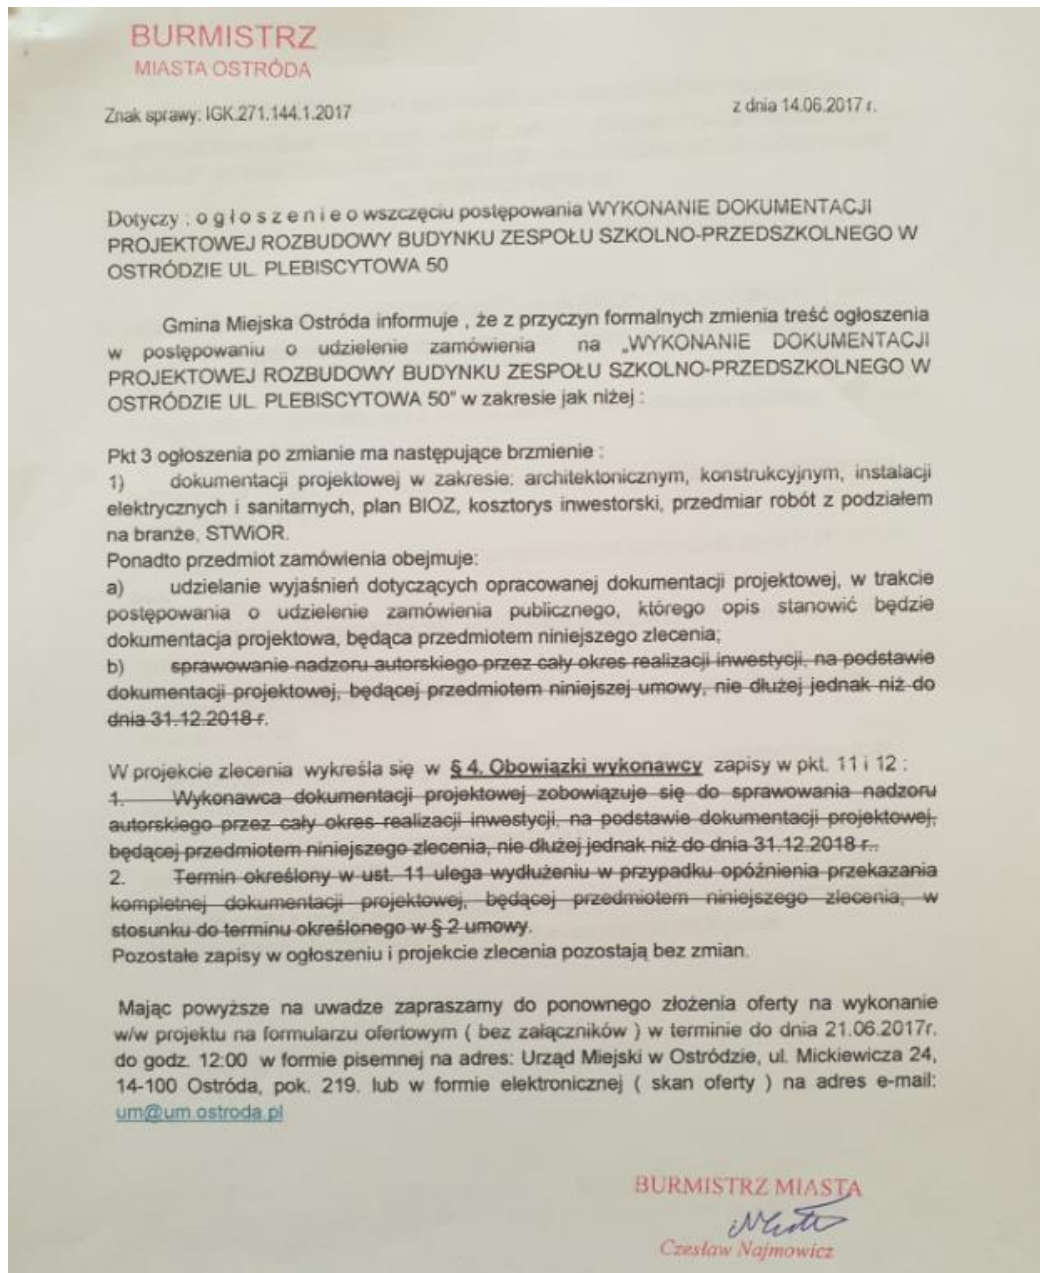 BURMISTRZ
MIASTA OSTRÓDA
Znak sprawy: IGK.271.144.1.2017
z dnia 14.06.2017 r.
Dotyczy : o g ł o s z e n i e o wszczęciu postępowania WYKONANIE DOKUMENTACJI
PROJEKTOWEJ ROZBUDOWY BUDYNKU ZESPOŁU SZKOLNO-PRZEDSZKOLNEGO W
OSTRÓDZIE UL. PLEBISCYTOWA 50
Gmina Miejska Ostróda informuje , że z przyczyn formalnych zmienia treść ogłoszenia
w postępowaniu o udzielenie zamówienia na „WYKONANIE DOKUMENTACJI
PROJEKTOWEJ ROZBUDOWY BUDYNKU ZESPOŁU SZKOLNO-PRZEDSZKOLNEGO W
OSTRÓDZIE UL. PLEBISCYTOWA 50" w zakresie jak niżej :
Pkt 3 ogłoszenia po zmianie ma następujące brzmienie :
1) dokumentacji projektowej w zakresie: architektonicznym, konstrukcyjnym, instalacji
elektrycznych i sanitarnych, plan BIOZ, kosztorys inwestorski, przedmiar robót z podziałem
na branże, STWiOR.
Ponadto przedmiot zamówienia obejmuje:
a) udzielanie wyjaśnień dotyczących opracowanej dokumentacji projektowej, w trakcie
postępowania o udzielenie zamówienia publicznego, którego opis stanowić będzie
dokumentacja projektowa, będąca przedmiotem niniejszego zlecenia;
b) sprawowanie nadzoru autorskiego przez cały okres realizacji inwestycji, na podstawie
dokumentacji projektowej, będącej przedmiotem niniejszej umowy, nie dłużej jednak niż do
dnia 31.12.2018 r.
W projekcie zlecenia wykreśla się w § 4. Obowiązki wykonawcy zapisy w pkt. 11 i 12 :
1. Wykonawca dokumentacji projektowej zobowiązuje się do sprawowania nadzoru
autorskiego przez cały okres realizacji inwestycji, na podstawie dokumentacji projektowej,
będącej przedmiotem niniejszego zlecenia, nie dłużej jednak niż do dnia 31.12.2018 r..
2. Termin określony w ust. 11 ulega wydłużeniu w przypadku opóźnienia przekazania
kompletnej dokumentacji projektowej, będącej przedmiotem niniejszego zlecenia, w
stosunku do terminu określonego w § 2 umowy.
Pozostałe zapisy w ogłoszeniu i projekcie zlecenia pozostają bez zmian.
Mając powyższe na uwadze zapraszamy do ponownego złożenia oferty na wykonanie
w/w projektu na formularzu ofertowym ( bez załączników ) w terminie do dnia 21.06.2017r.
do godz. 12:00 w formie pisemnej na adres: Urząd Miejski w Ostródzie, ul. Mickiewicza 24,
14-100 Ostróda, pok. 219. lub w formie elektronicznej ( skan oferty ) na adres e-mail:
um@um.ostroda.pl
BURMISTRZ MIASTA
Czesław Najmowicz